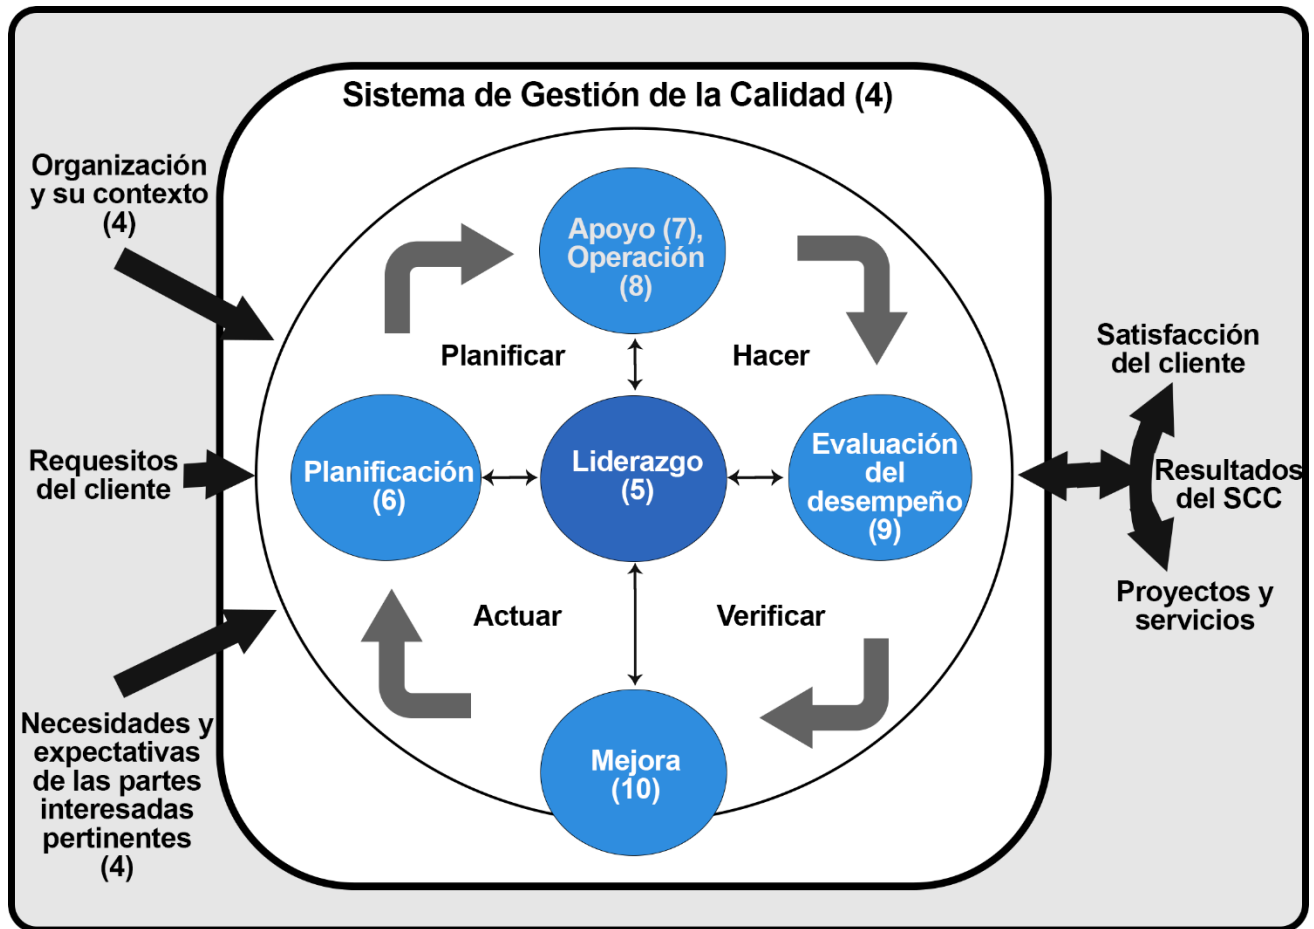 Sistema de Gestión de la Calidad (4)
Organización
y su contexto
(4)
Requesitos
del cliente
Necesidades y
expectativas
de las partes
interesadas
pertinentes
(4)
Apoyo (7),
Operación
(8)
Planificar
Hacer
Planificación
(6)
Liderazgo
(5)
Evaluación
del
desempeño
(9)
Actuar
Verificar
Mejora
(10)
Satisfacción
del cliente
Resultados
del SCC
Proyectos y
servicios